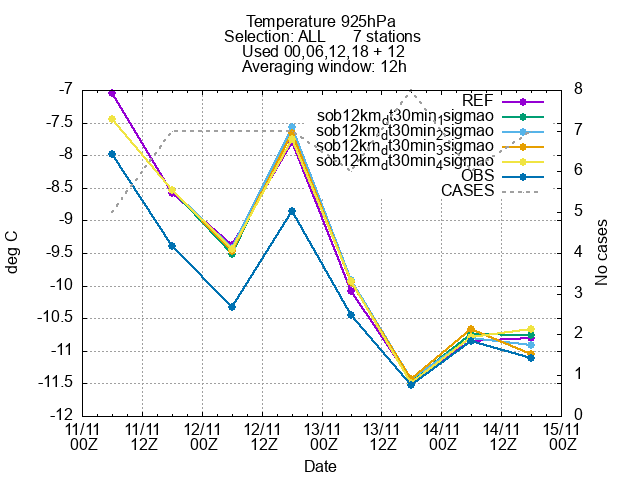 Temperature 925hPa
Selection: ALL 7 stations
Used 00,06,12,18 + 12
Averaging window: 12h
-7
-7.5
-8
-8.5
-9
-9.5
-10
-10.5
-11
-11.5
-12
deg C
REF
sob12km_dt30min_1sigmao
sob12km_dt30min_2sigmao
sob12km_dt30min_3sigmao
sob12km_dt30min_4sigmao
OBS
CASES
8
7
6
5
4
3
2
1
0
No cases
11/11 11/11 12/11 12/11 13/11 13/11 14/11 14/11 15/11
00Z 12Z 00Z 12Z 00Z 12Z 00Z 12Z 00Z
Date